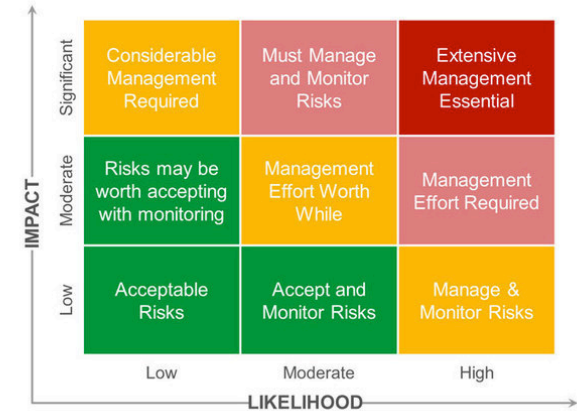 IMPACT
Significant
Considerable
Management
Required
Must Manage
and Monitor
Risks
Extensive
Management
Essential
Moderate
Risks may be
worth accepting
with monitoring
Management
Effort Worth
While
Management
Effort Required
Low
Acceptable
Risks
Accept and
Monitor Risks
Manage &
Monitor Risks
Low
Moderate
High
LIKELIHOOD